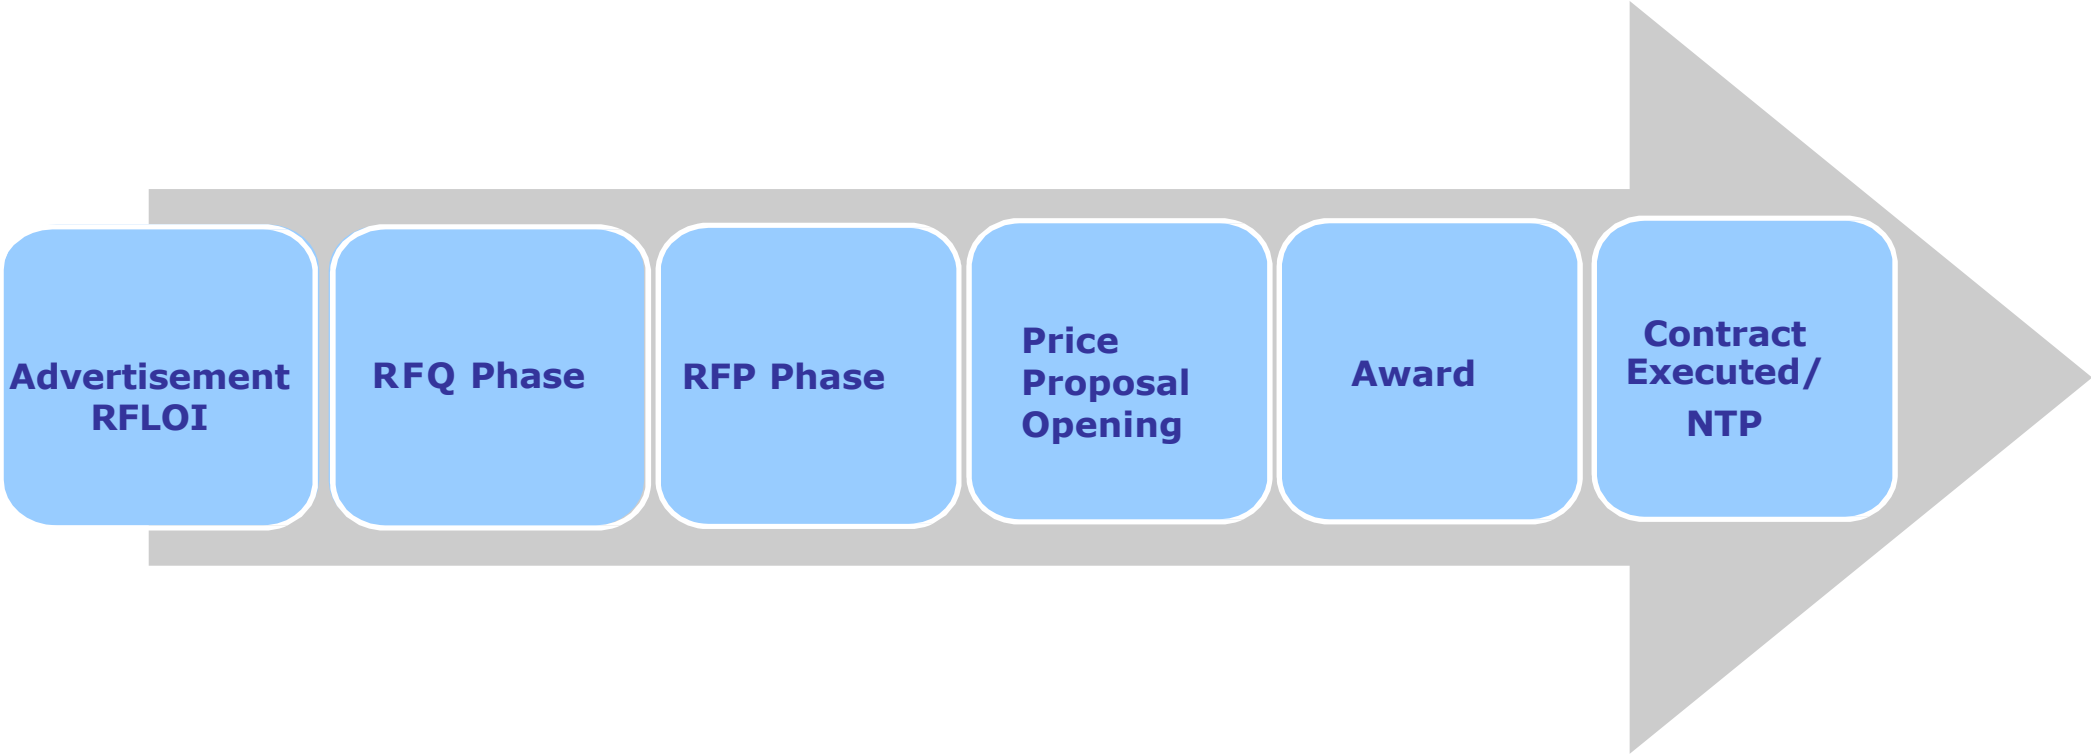 Advertisement
RFLOI
RFQ Phase
RFP Phase
Price
Proposal
Opening
Award
Contract
Executed/
NTP